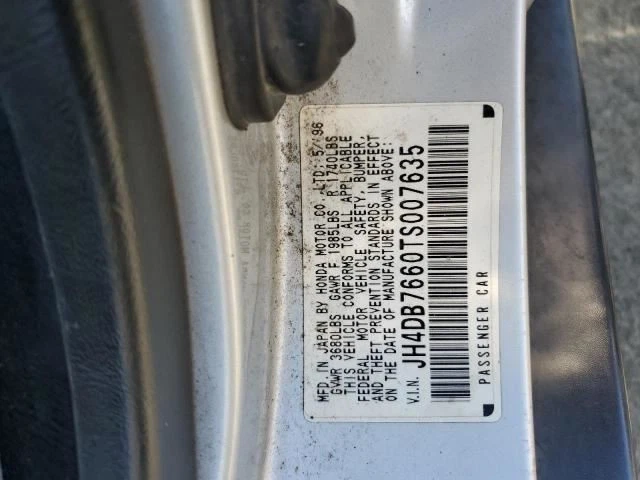 MFD. IN JAPAN BY HONDA MOTOR CO., LTD; 5/96
GVWR 3680LBS GAWR F 1985LBS R 1740LBS
THIS VEHICLE CONFORMS TO ALL APPLICABLE
FEDERAL MOTOR VEHICLE SAFETY, BUMPER,
AND THEFT PREVENTION STANDARDS IN EFFECT
ON THE DATE OF MANUFACTURE SHOWN ABOVE:
V.I.N. JH4DB7660TS007635
PASSENGER CAR